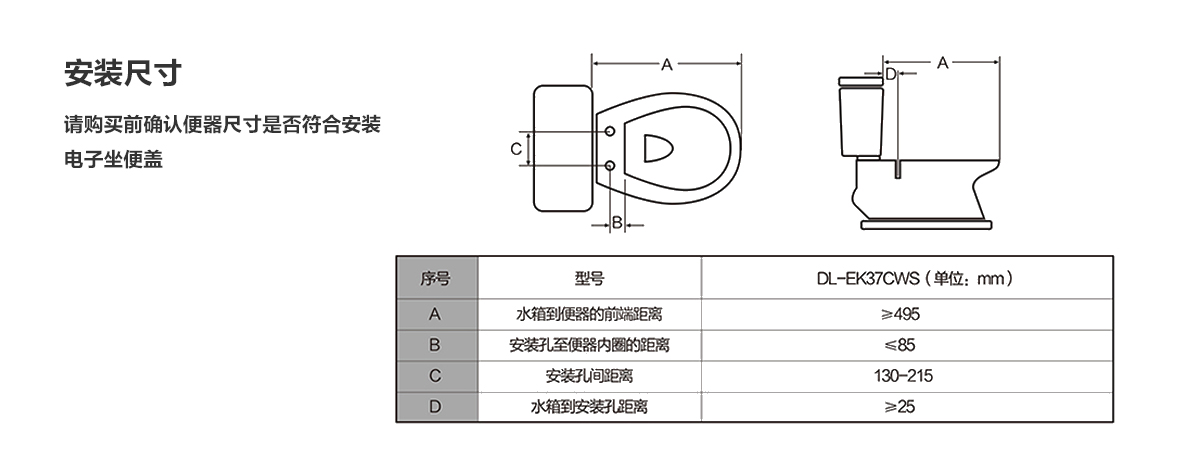 安装尺寸
请购买前确认便器尺寸是否符合安装
电子坐便盖
A
C
B
D
A
序号 型号 DL-EK37CWS（单位：mm）
A 水箱到便器的前端距离 ≥495
B 安装孔至便器内圈的距离 ≤85
C 安装孔间距离 130-215
D 水箱到安装孔距离 ≥25